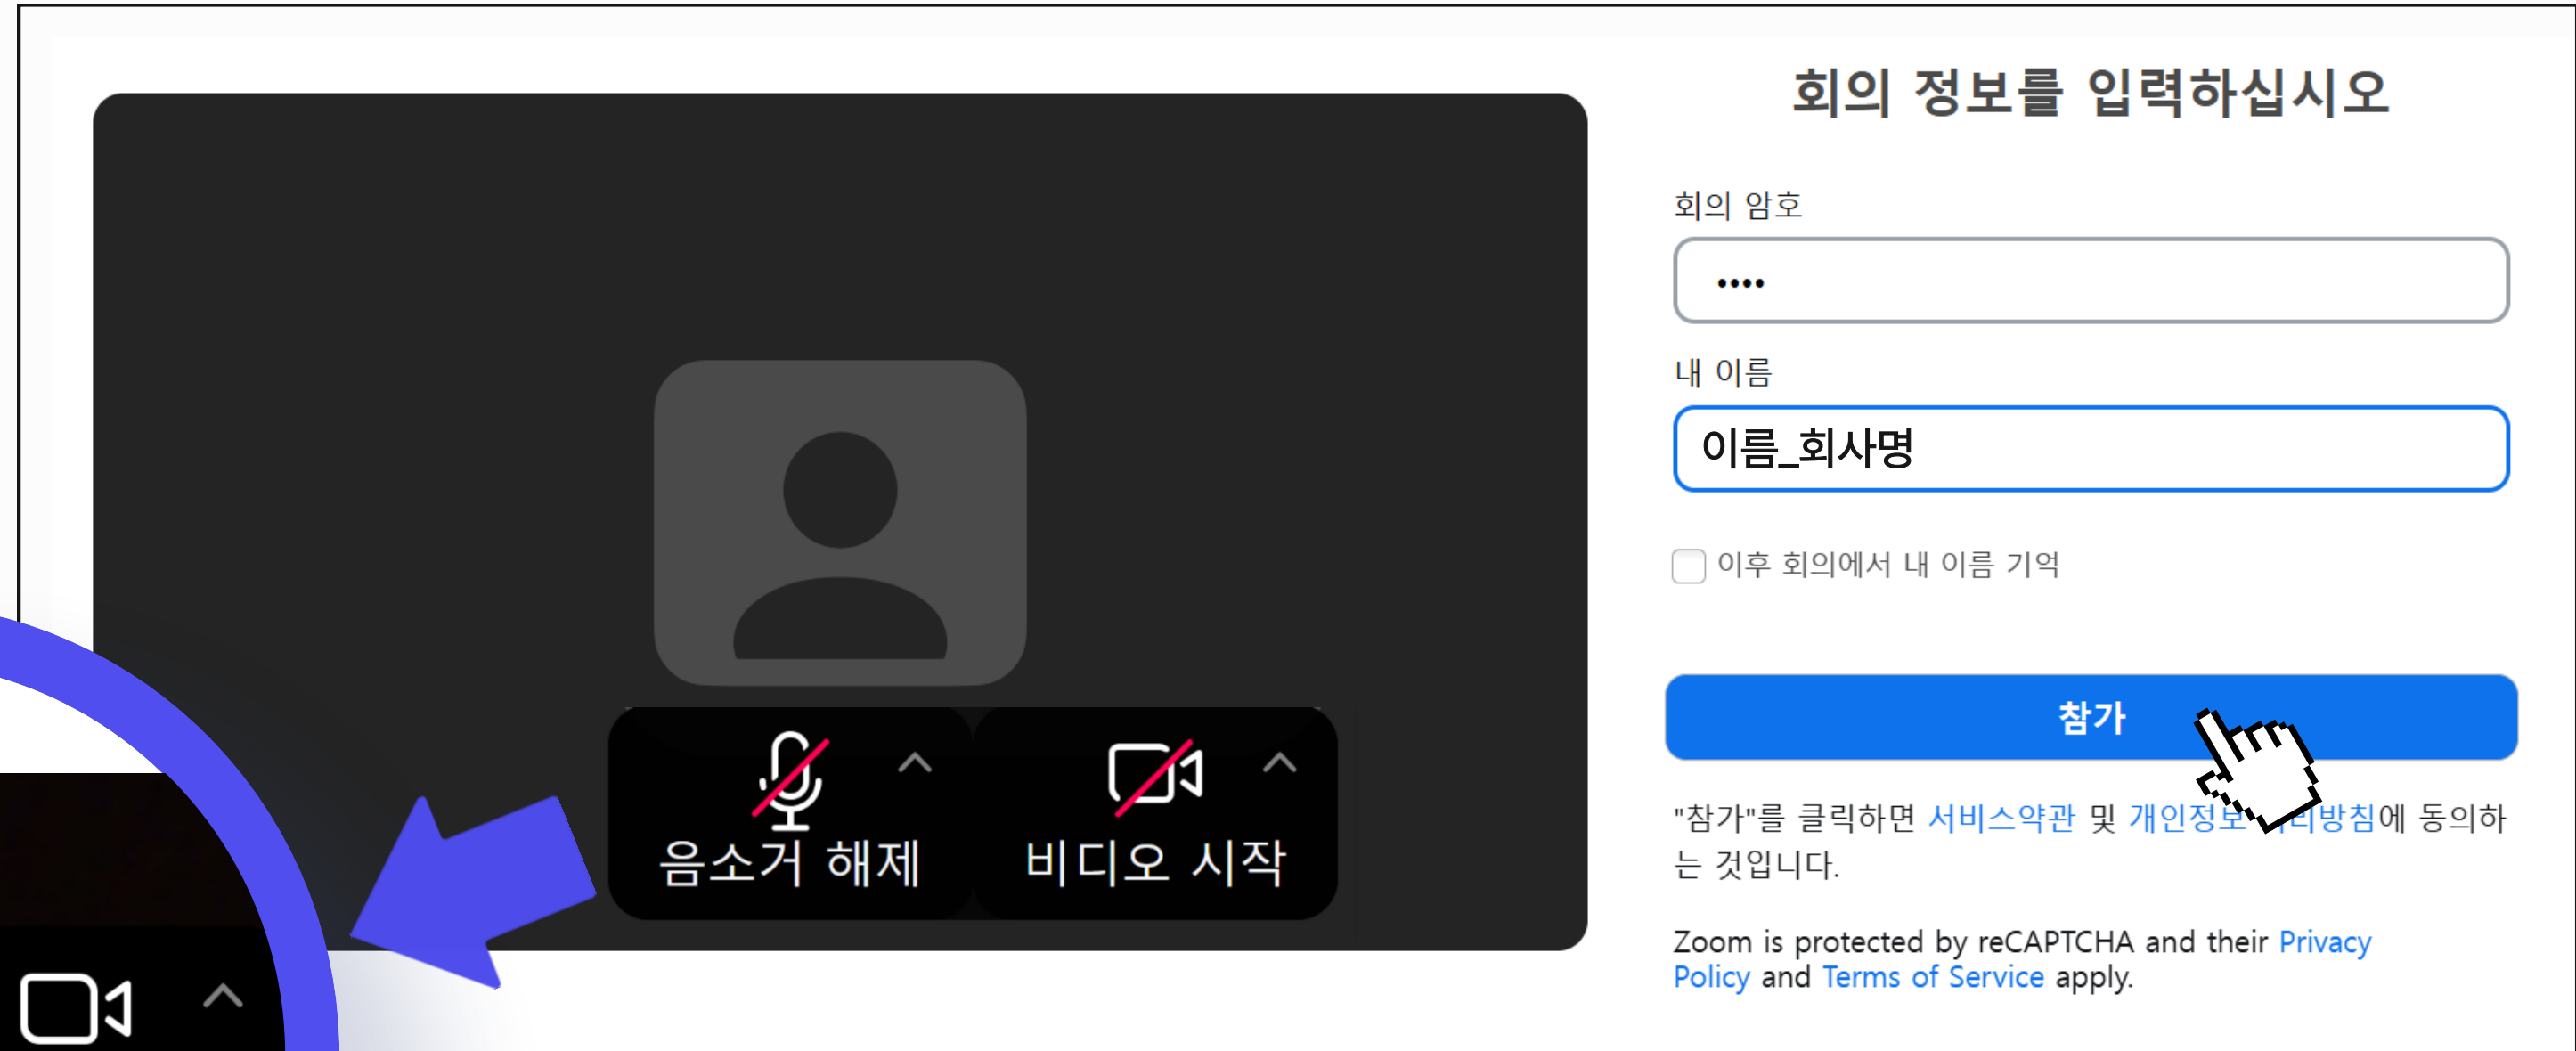 회의 정보를 입력하십시오
회의 암호
••••
내 이름
이름_회사명
이후 회의에서 내 이름 기억
참가
"참가"를 클릭하면 서비스약관 및 개인정보 방침에 동의하
는 것입니다.
Zoom is protected by reCAPTCHA and their Privacy
Policy and Terms of Service apply.
음소거 해제
비디오 시작